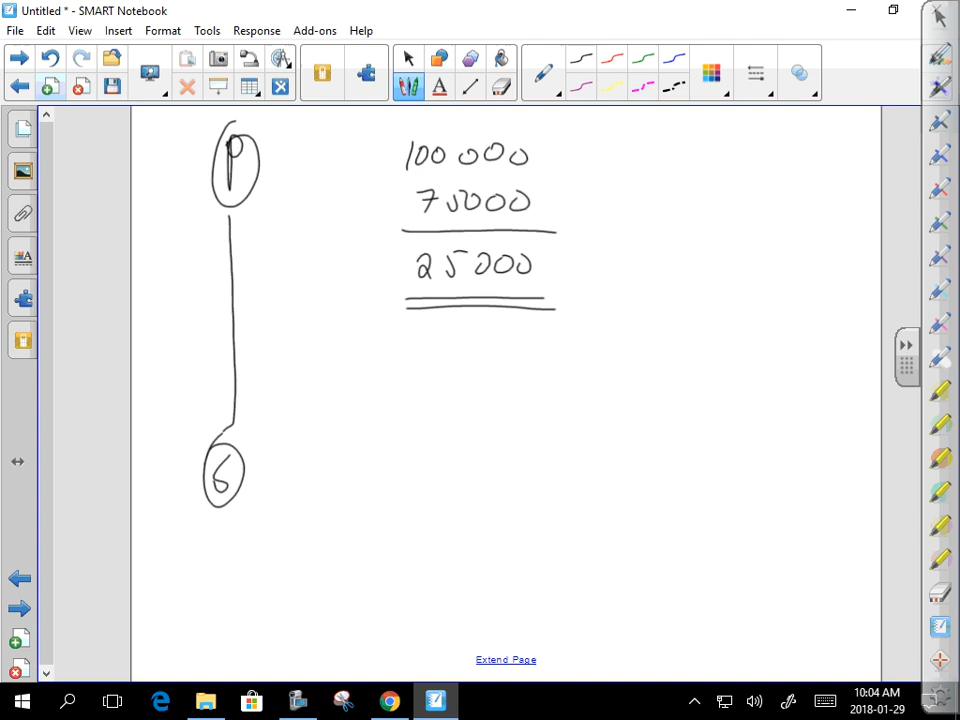 Untitled * - SMART Notebook
File Edit View Insert Format Tools Response Add-ons Help
P
100 000
75000
25000
S
Extend Page
10:04 AM
2018-01-29